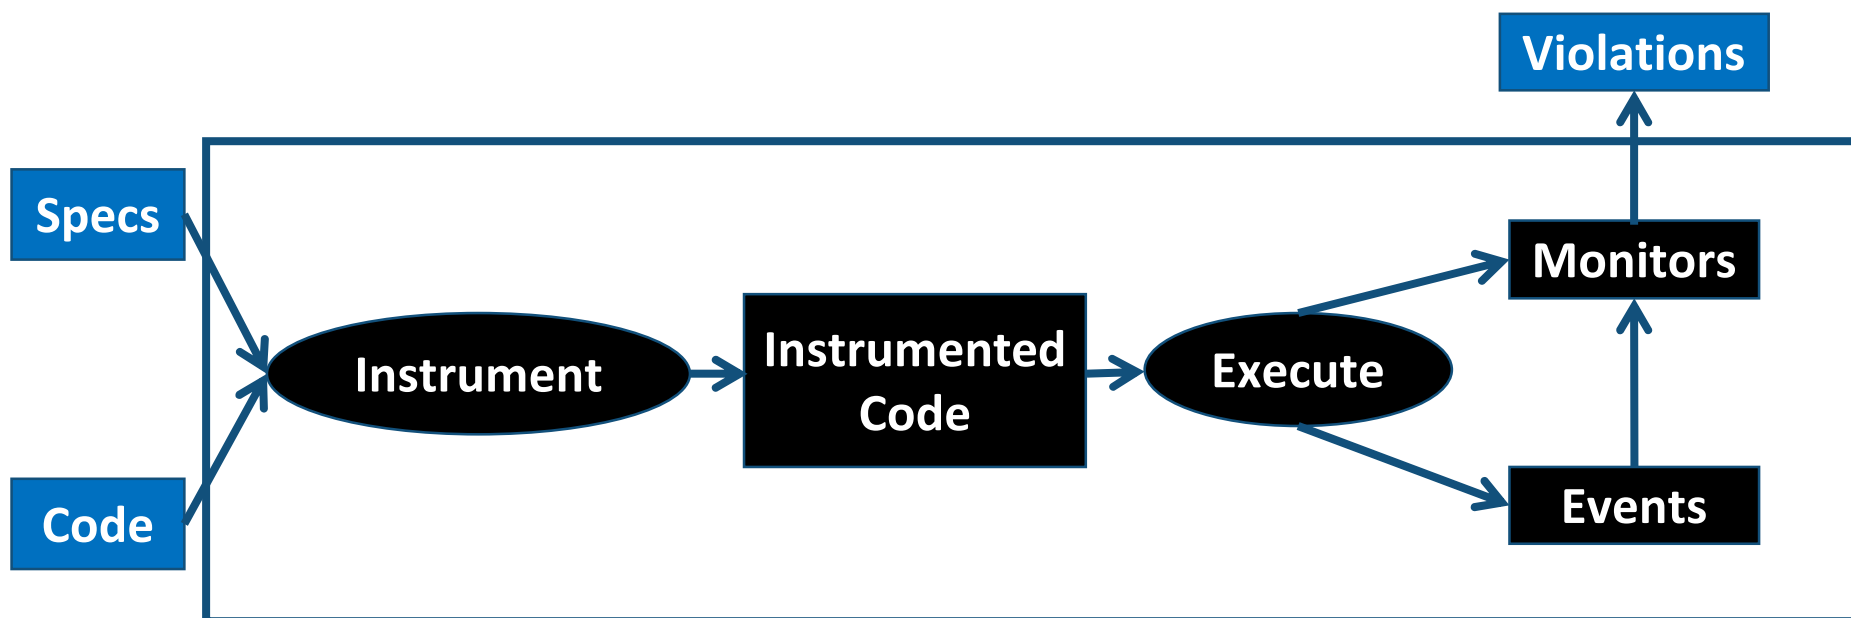 Violations
Specs
Monitors
Instrument
Instrumented
Code
Execute
Code
Events